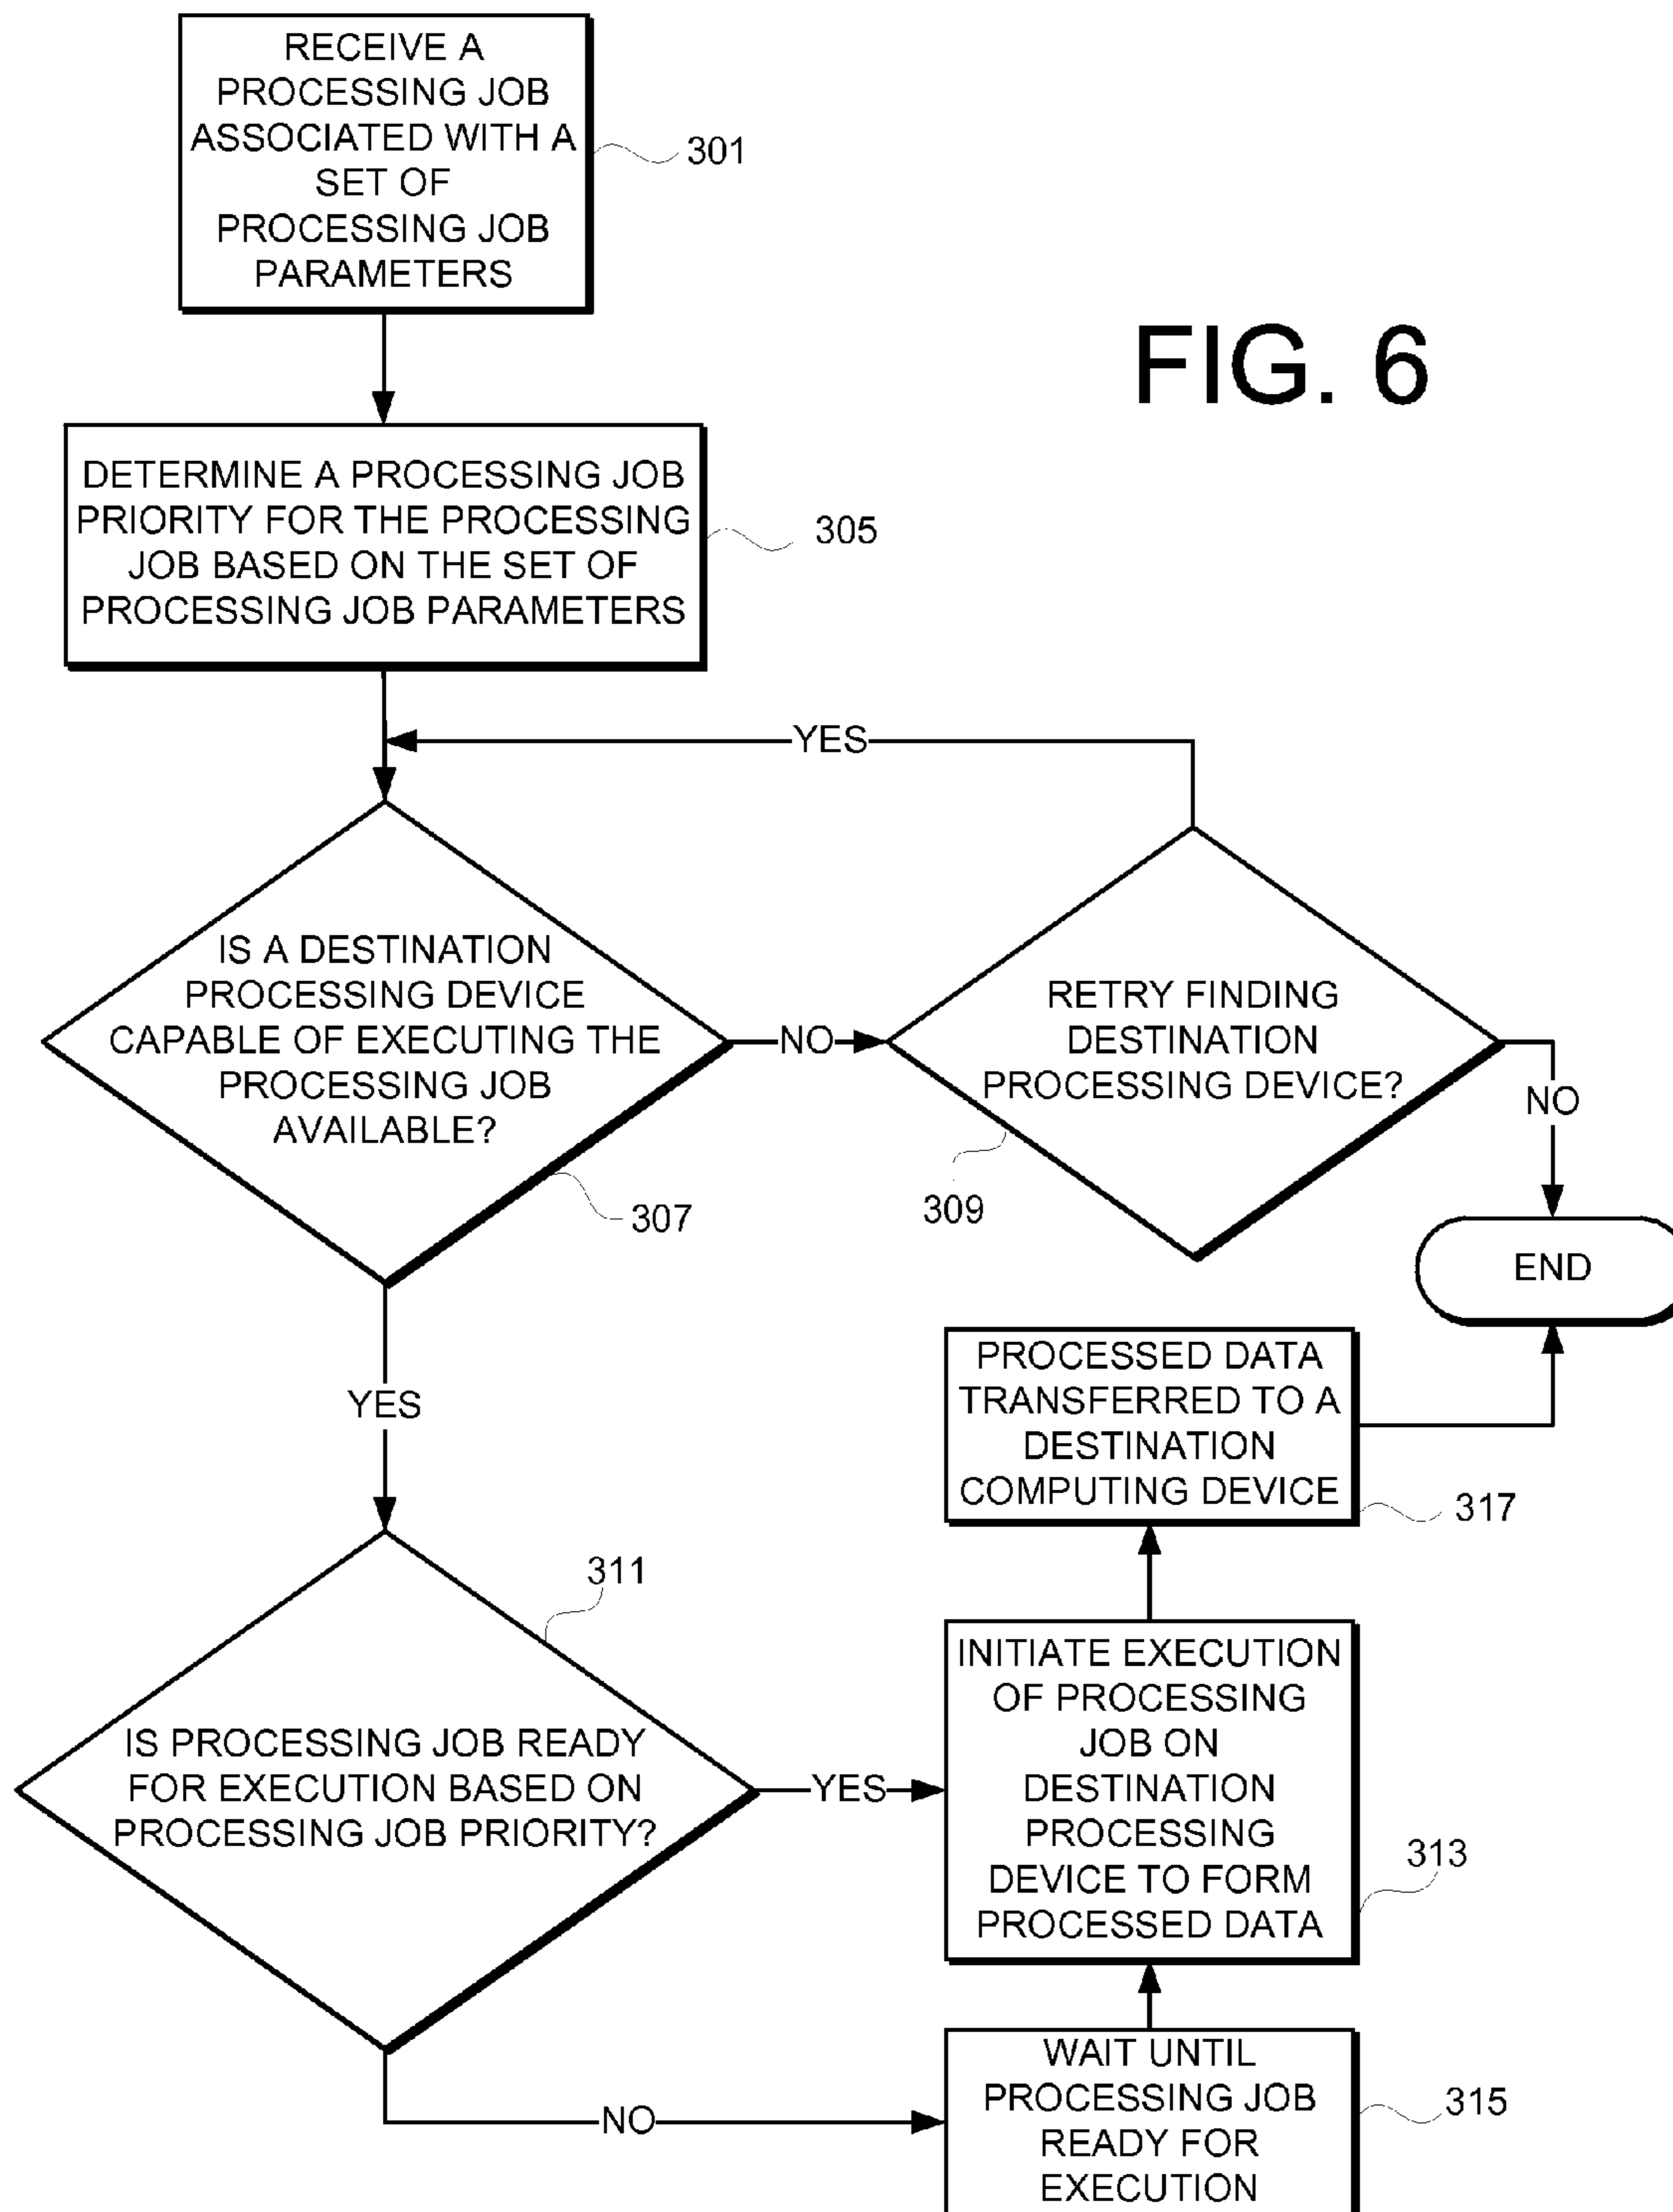 RECEIVE A
PROCESSING JOB
ASSOCIATED WITH A
SET OF
PROCESSING JOB
PARAMETERS
301
FIG. 6
DETERMINE A PROCESSING JOB
PRIORITY FOR THE PROCESSING
JOB BASED ON THE SET OF
PROCESSING JOB PARAMETERS
305
YES
IS A DESTINATION
PROCESSING DEVICE
CAPABLE OF EXECUTING THE
PROCESSING JOB
AVAILABLE?
307
NO
RETRY FINDING
DESTINATION
PROCESSING DEVICE?
309
NO
END
YES
PROCESSED DATA
TRANSFERRED TO A
DESTINATION
COMPUTING DEVICE
317
311
IS PROCESSING JOB READY
FOR EXECUTION BASED ON
PROCESSING JOB PRIORITY?
YES
INITIATE EXECUTION
OF PROCESSING
JOB ON
DESTINATION
PROCESSING
DEVICE TO FORM
PROCESSED DATA
313
NO
WAIT UNTIL
PROCESSING JOB
READY FOR
EXECUTION
315